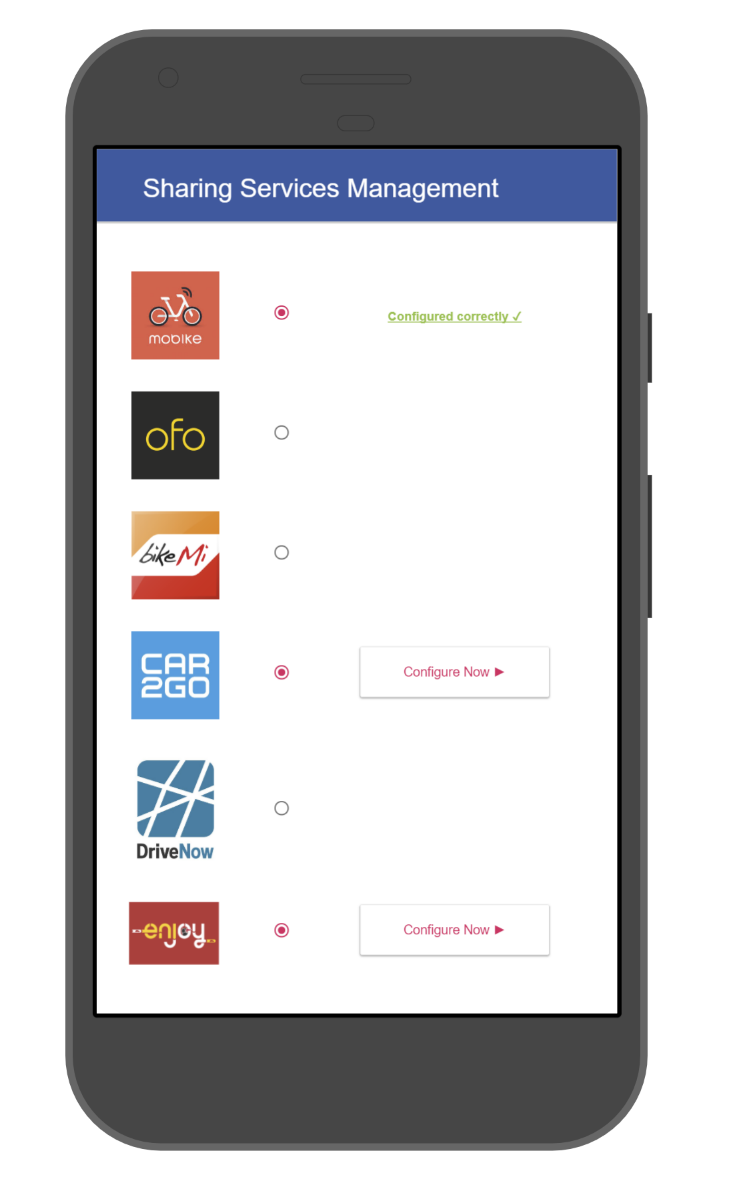 Sharing Services Management
mobike
Configured correctly ✓
ofo
bikeMi
CAR
2GO
Configure Now ►
DriveNow
enjoy
Configure Now ►